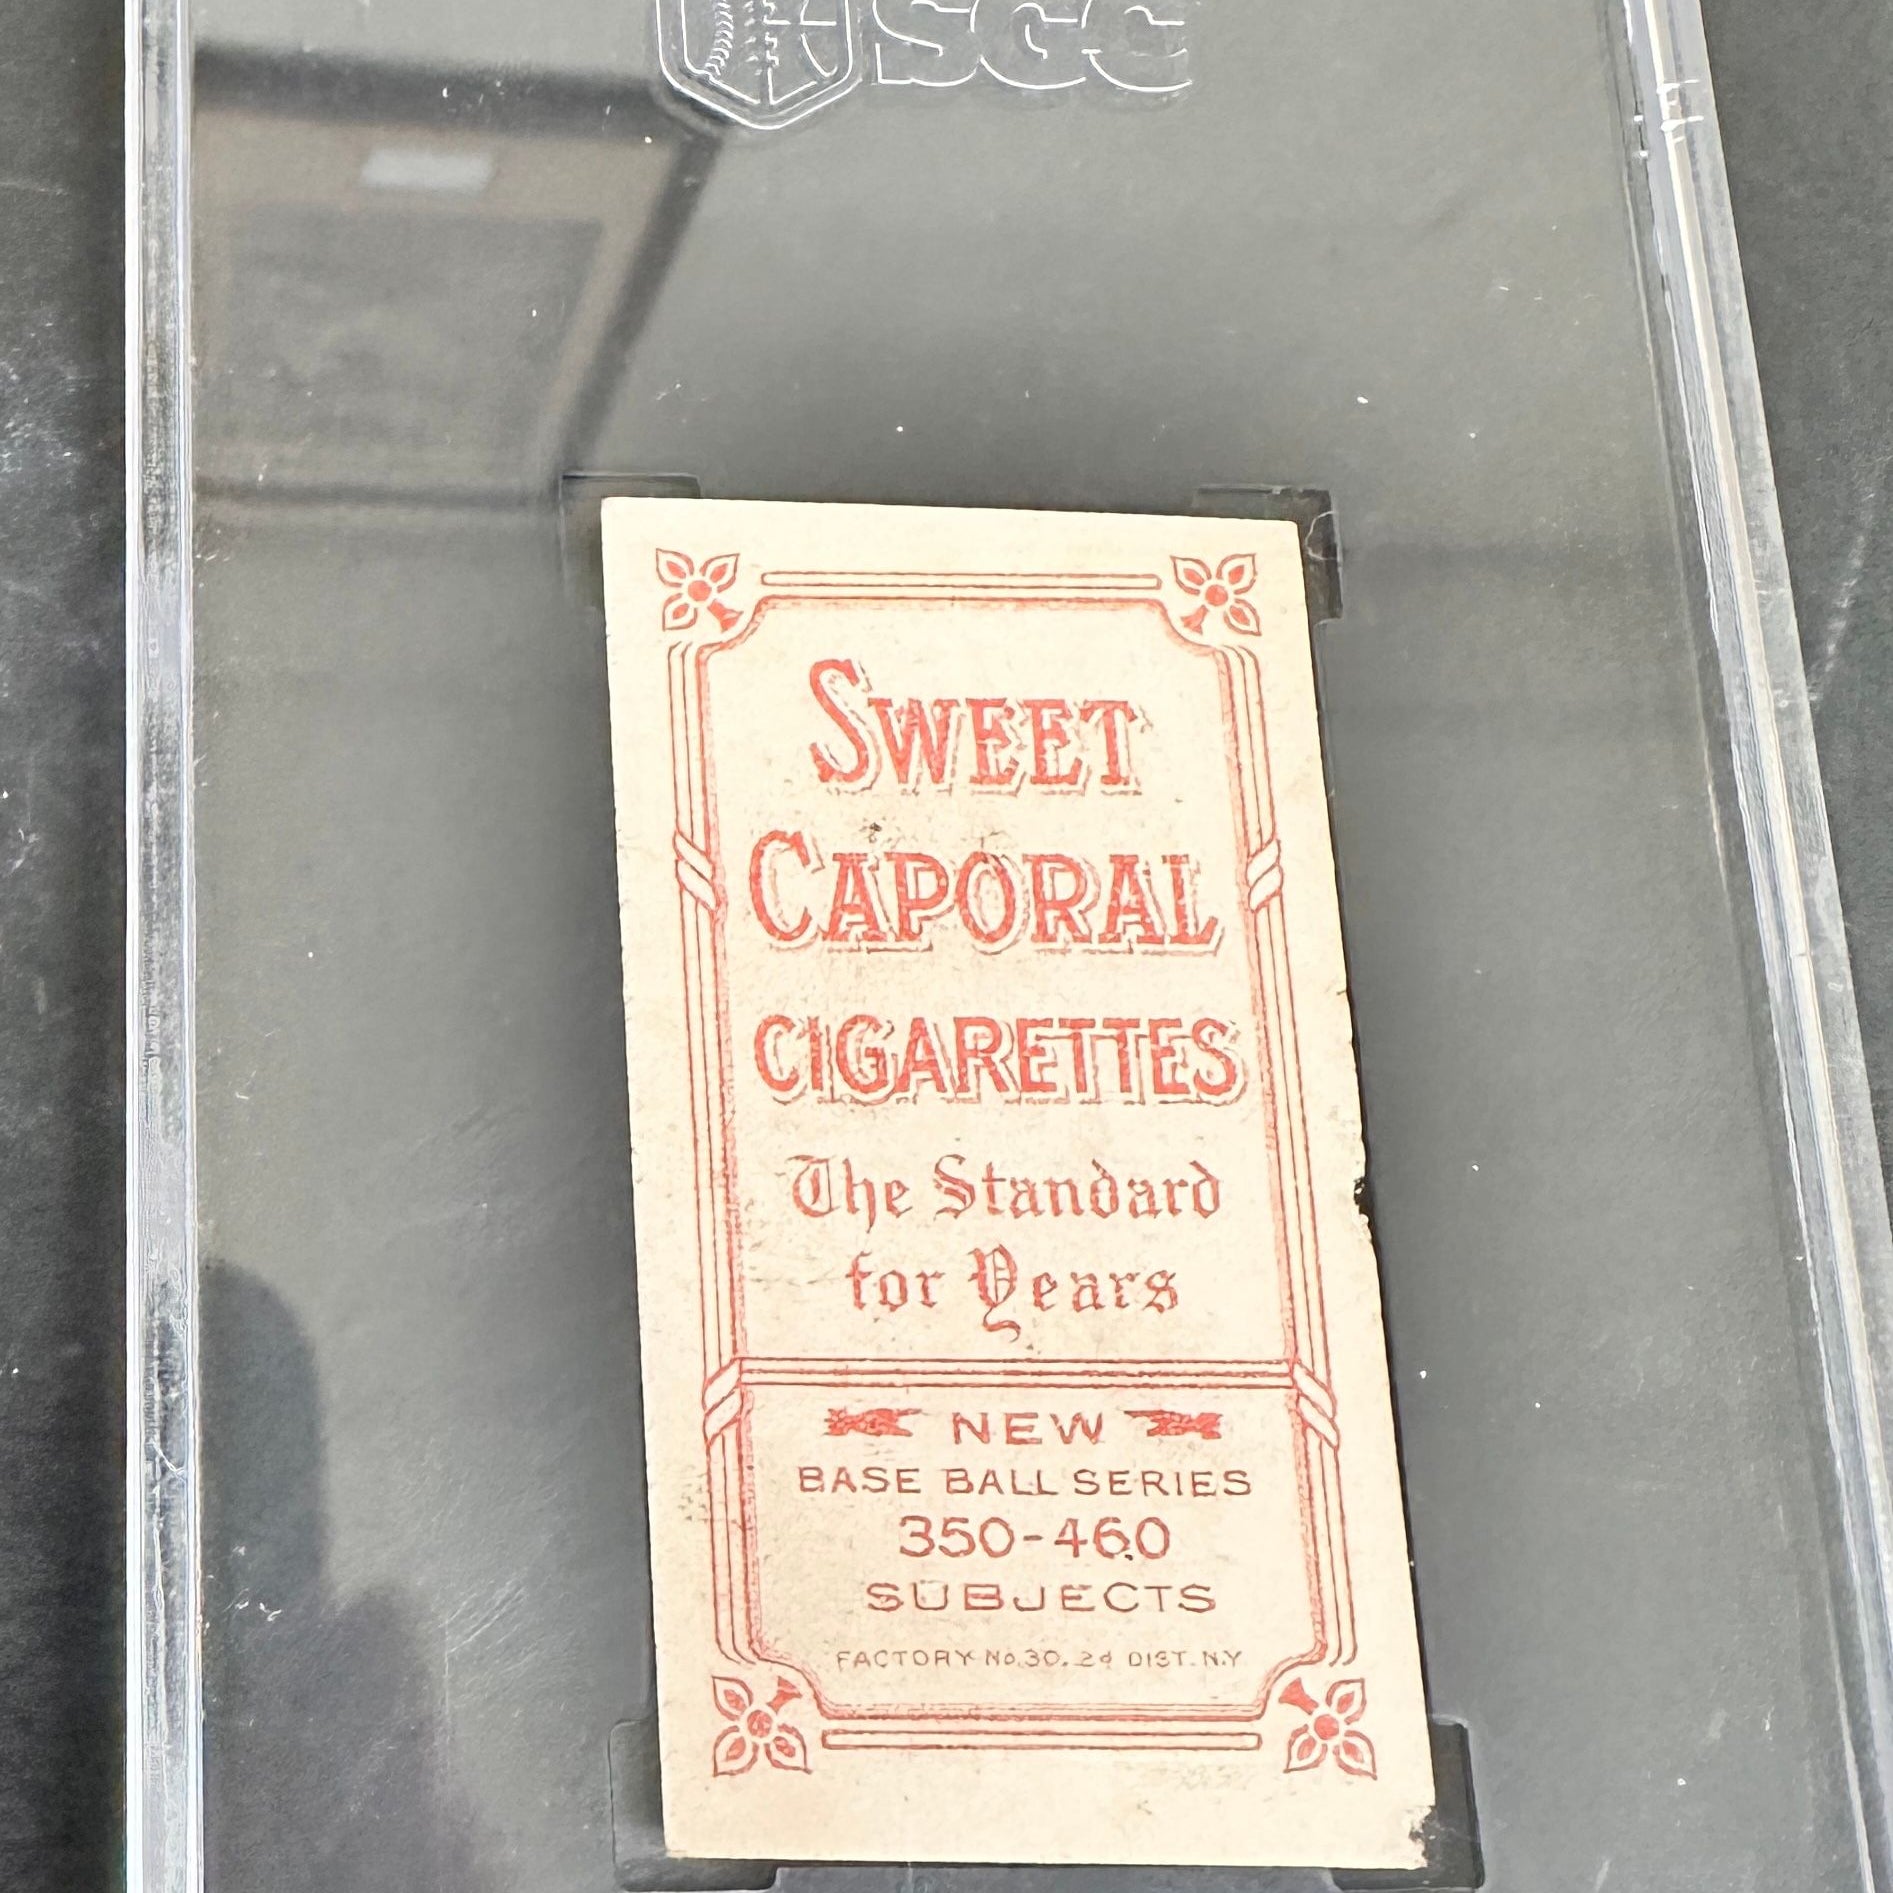 SGC
SWEET
CAPORAL
CIGARETTES
The Standard
for Years
NEW
BASE BALL SERIES
350-460
SUBJECTS
FACTORY No. 30. 2d DIST. N.Y